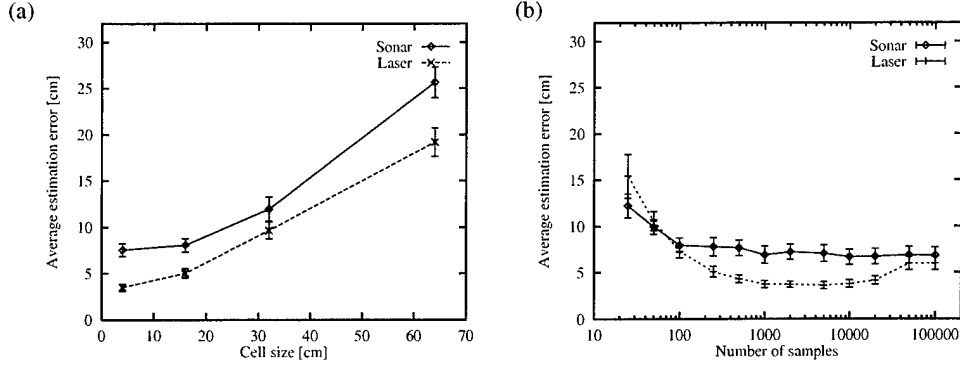 (a)
30
25
20
15
10
5
0
Average estimation error [cm]
Sonar
Laser
0 10 20 30 40 50 60 70
Cell size [cm]
(b)
30
25
20
15
10
5
0
Average estimation error [cm]
Sonar
Laser
10 100 1000 10000 100000
Number of samples